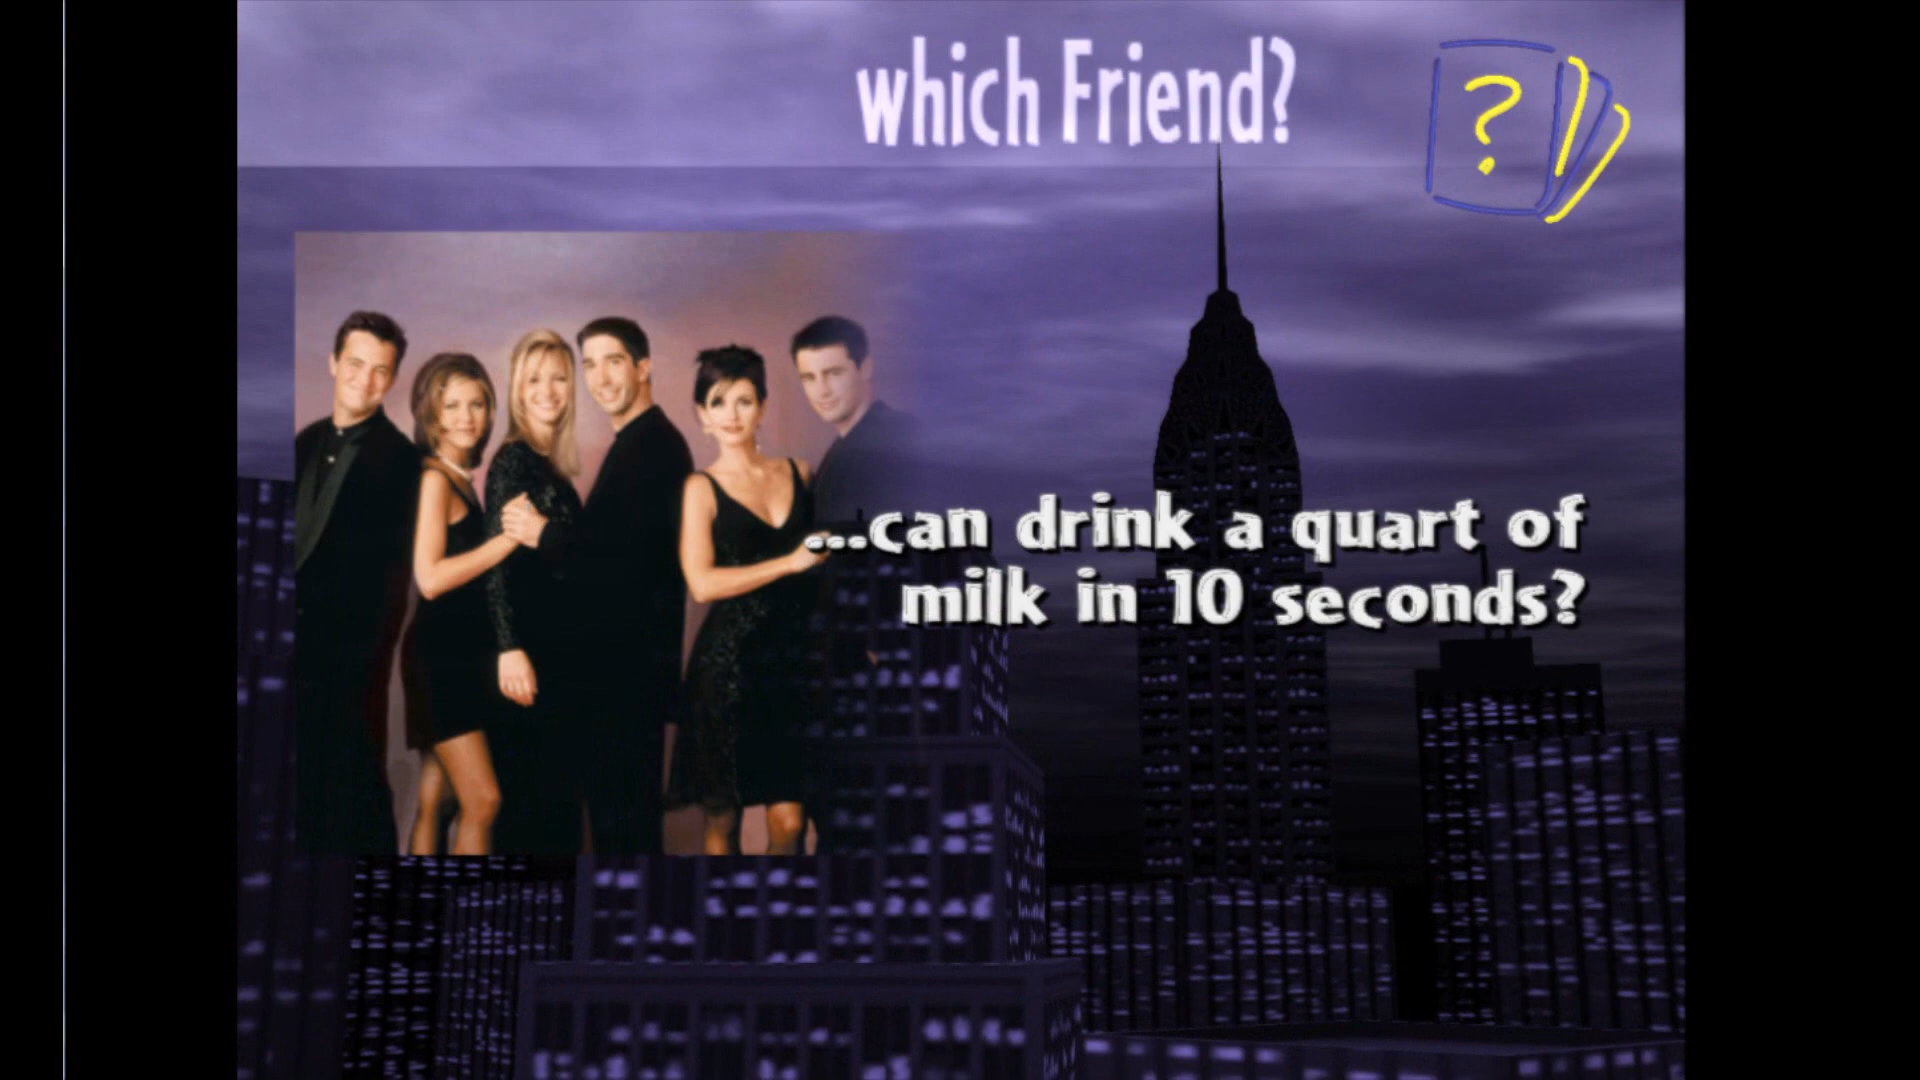 which Friend?
?
...can drink a quart of
milk in 10 seconds?